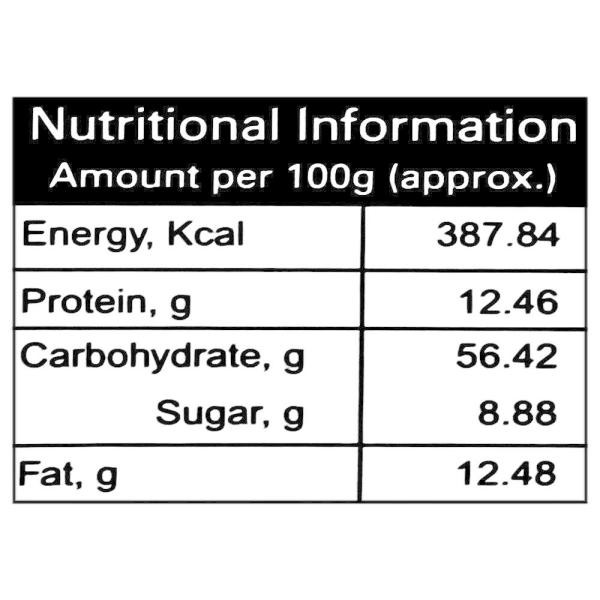 Nutritional Information
Amount per 100g (approx.)
Energy, Kcal 387.84
Protein, g 12.46
Carbohydrate, g 56.42
Sugar, g 8.88
Fat, g 12.48